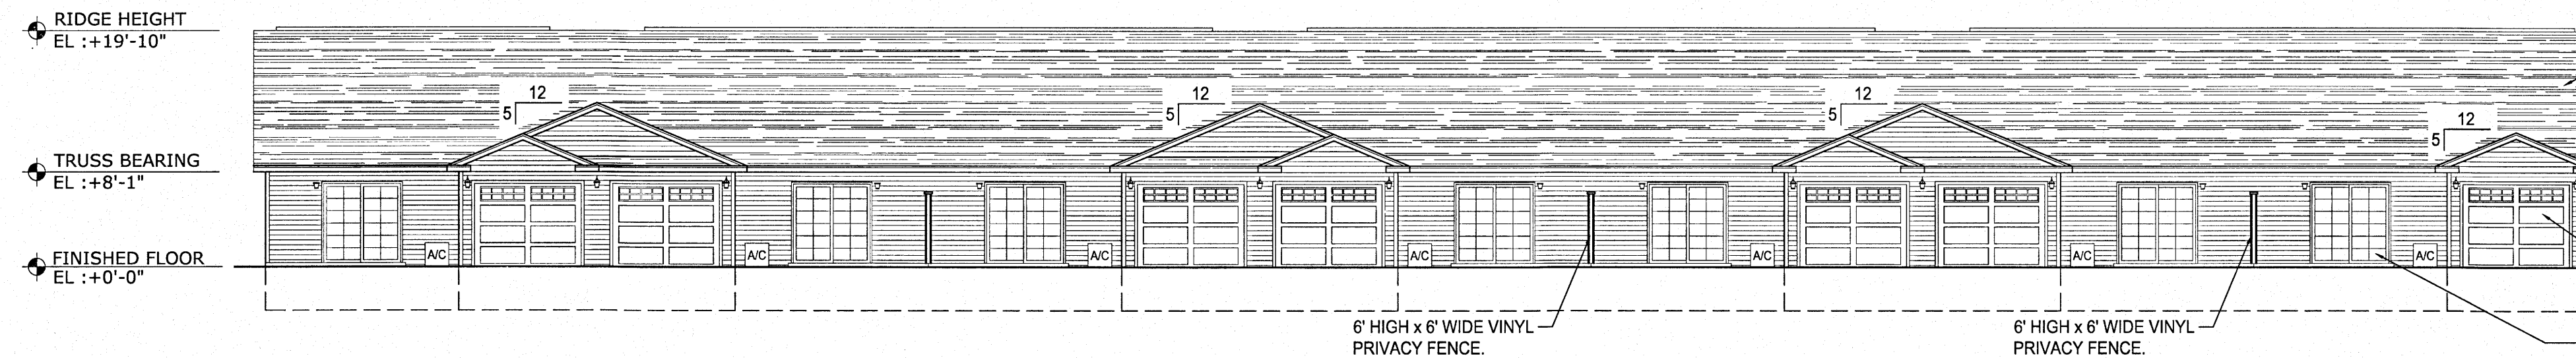 RIDGE HEIGHT
EL :+19'-10"
12
5
12
5
12
5
12
5
TRUSS BEARING
EL :+8'-1"
FINISHED FLOOR
EL :+0'-0"
A/C
A/C
A/C
A/C
A/C
A/C
A/C
6' HIGH x 6' WIDE VINYL
PRIVACY FENCE.
6' HIGH x 6' WIDE VINYL
PRIVACY FENCE.